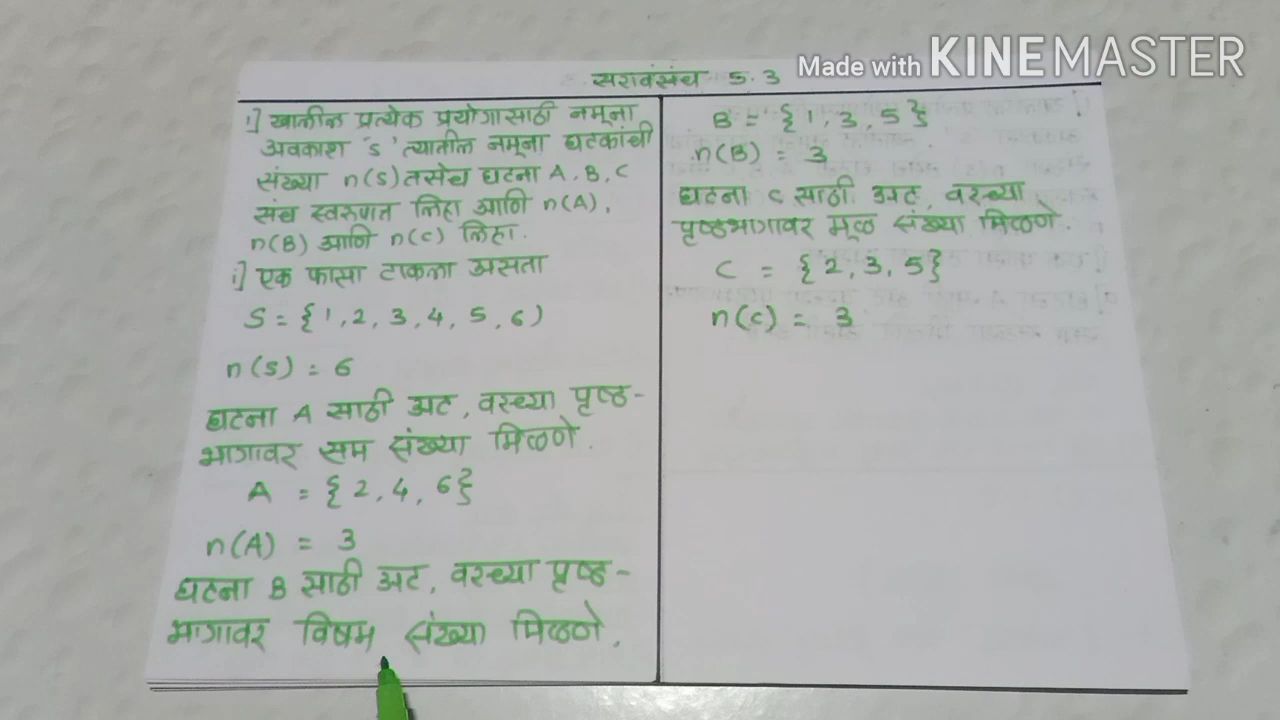 Made with KINEMASTER
सरावसंच 5.3
1] खालील प्रत्येक प्रयोगासाठी नमूना
अवकाश 'S' त्यातील नमूना घटकांची
संख्या n(S) तसेच घटना A, B, C
संच स्वरुपात लिहा आणि n(A),
n(B) आणि n(C) लिहा.
i] एक फासा टाकला असता
S = {1, 2, 3, 4, 5, 6)
n(S) = 6
घटना A साठी अट, वरच्या पृष्ठ-
भागावर सम संख्या मिळणे.
A = {2, 4, 6}
n(A) = 3
घटना B साठी अट, वरच्या पृष्ठ-
भागावर विषम संख्या मिळणे.
B = {1, 3, 5}
n(B) = 3
घटना C साठी अट, वरच्या
पृष्ठभागावर मूळ संख्या मिळणे.
C = {2, 3, 5}
n(C) = 3